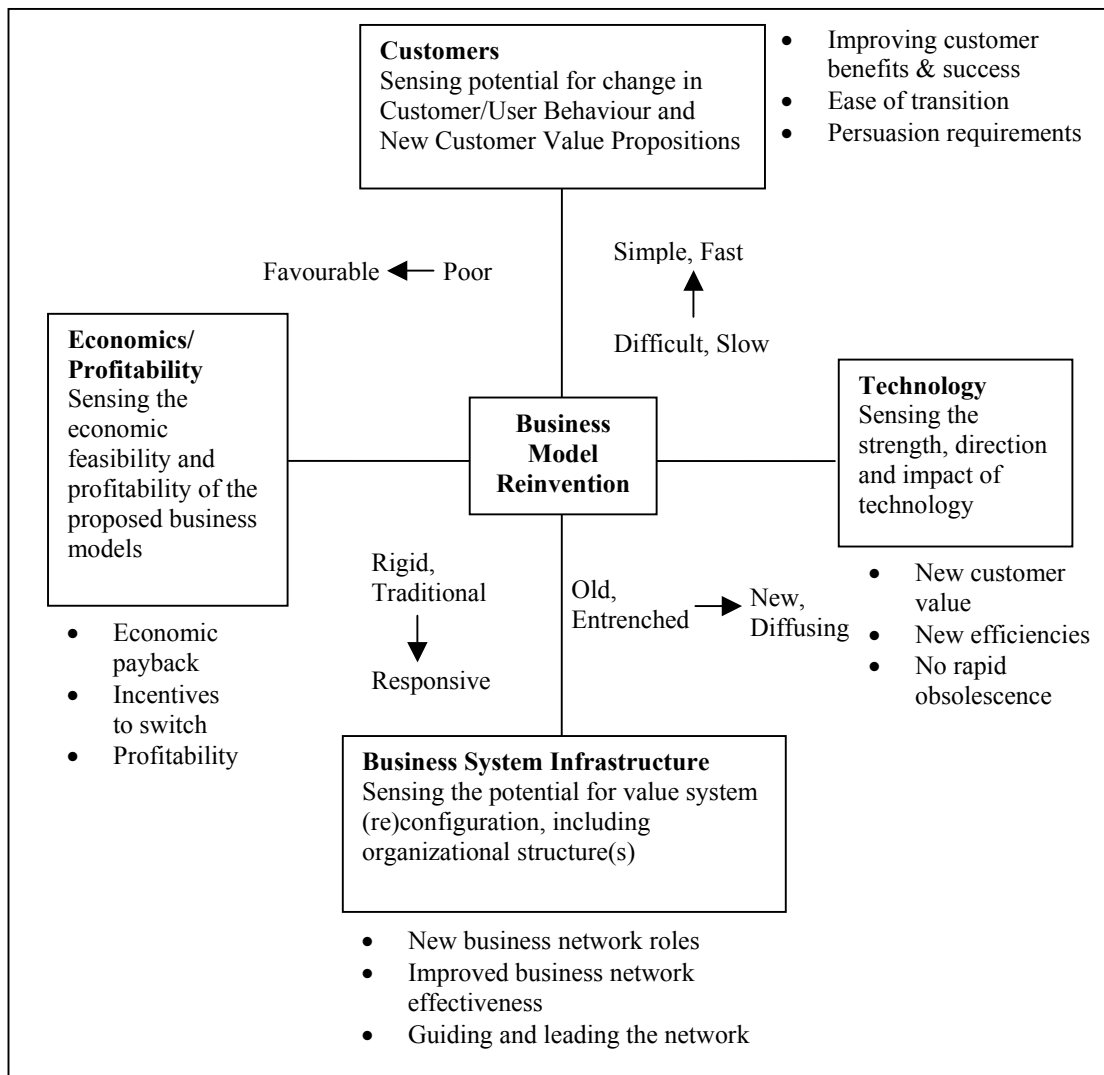 Customers
Sensing potential for change in
Customer/User Behaviour and
New Customer Value Propositions
• Improving customer
benefits & success
• Ease of transition
• Persuasion requirements
Favourable Poor
Simple, Fast
Difficult, Slow
Economics/
Profitability
Sensing the
economic
feasibility and
profitability of the
proposed business
models
• Economic
payback
• Incentives
to switch
• Profitability
Business
Model
Reinvention
Technology
Sensing the
strength, direction
and impact of
technology
• New customer
value
• New efficiencies
• No rapid
obsolescence
Rigid,
Traditional
Responsive
Old,
Entrenched
New,
Diffusing
Business System Infrastructure
Sensing the potential for value system
(re)configuration, including
organizational structure(s)
• New business network roles
• Improved business network
effectiveness
• Guiding and leading the network